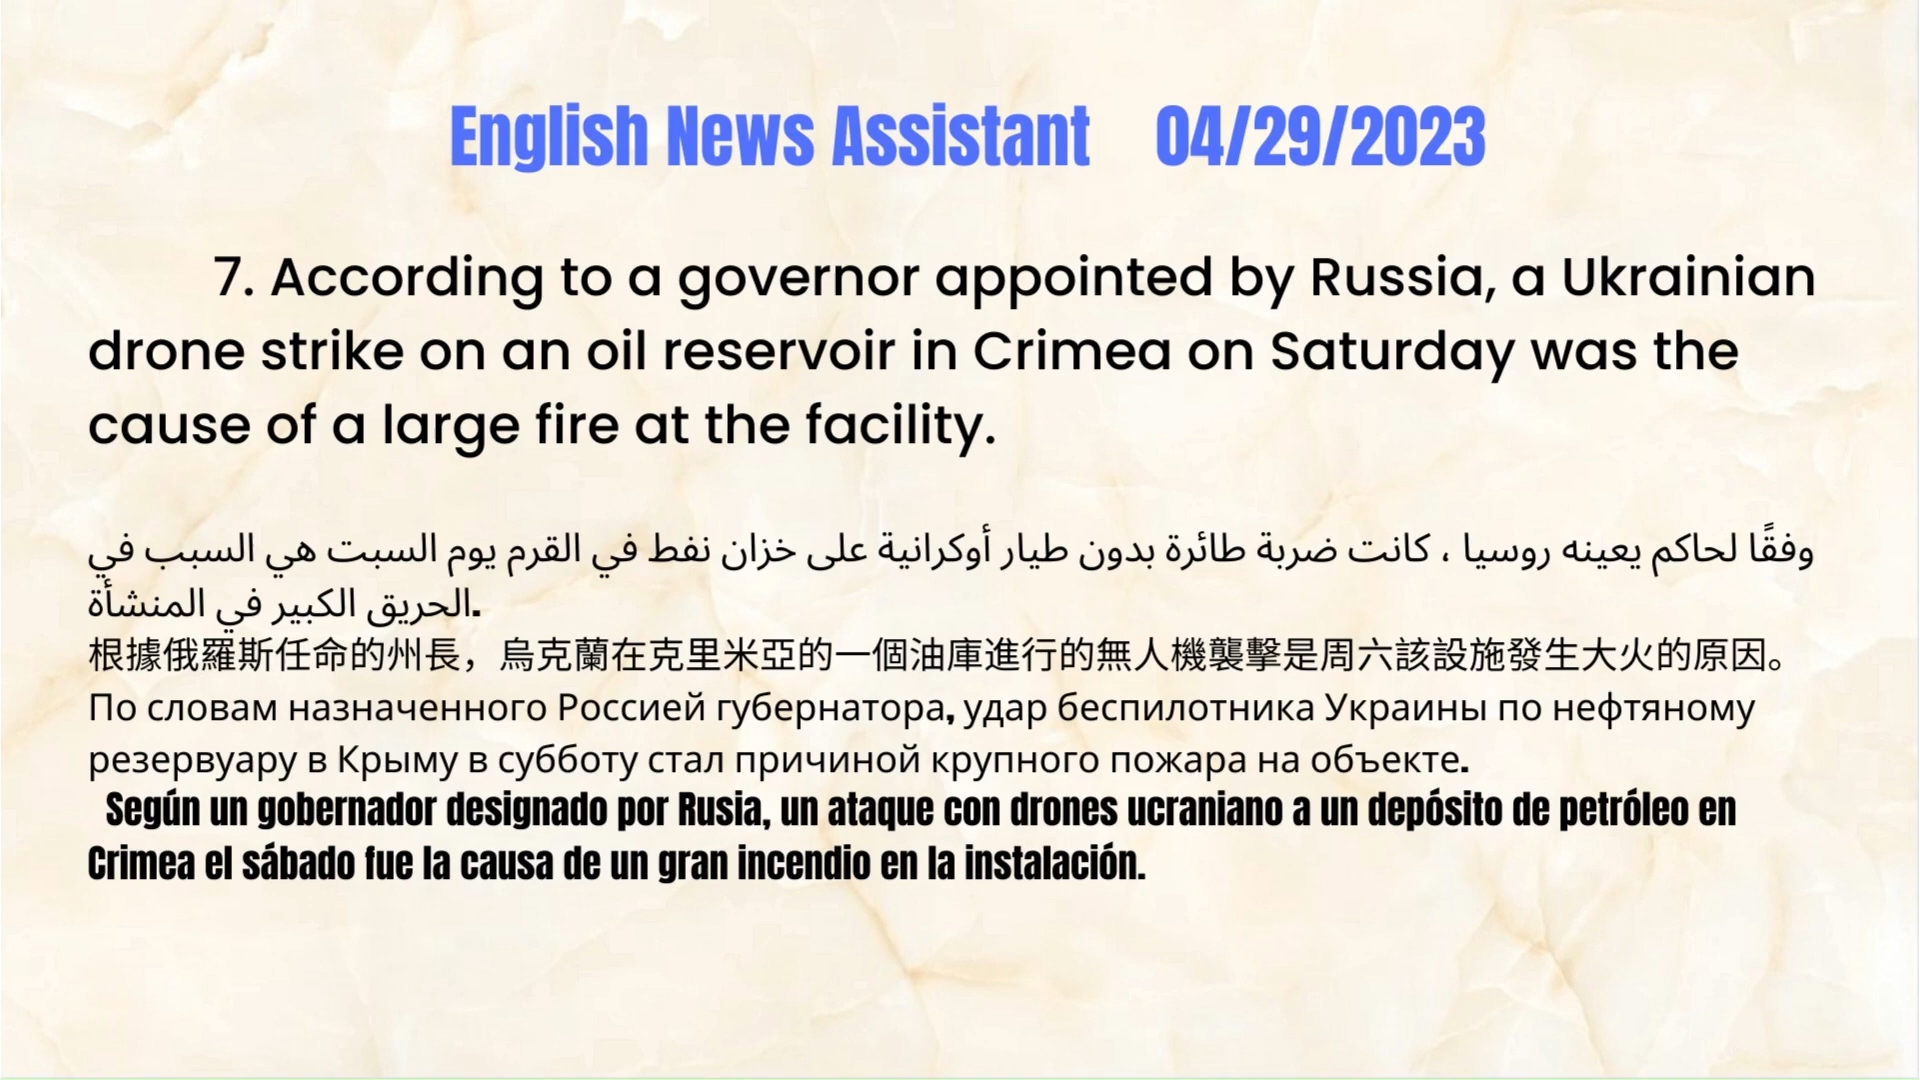 English News Assistant 04/29/2023
7. According to a governor appointed by Russia, a Ukrainian
drone strike on an oil reservoir in Crimea on Saturday was the
cause of a large fire at the facility.
وفقًا لحاكم يعينه روسيا ، كانت ضربة طائرة بدون طيار أوكرانية على خزان نفط في القرم يوم السبت هي السبب في
الحريق الكبير في المنشأة.
根據俄羅斯任命的州長，烏克蘭在克里米亞的一個油庫進行的無人機襲擊是周六該設施發生大火的原因。
По словам назначенного Россией губернатора, удар беспилотника Украины по нефтяному
резервуару в Крыму в субботу стал причиной крупного пожара на объекте.
Según un gobernador designado por Rusia, un ataque con drones ucraniano a un depósito de petróleo en
Crimea el sábado fue la causa de un gran incendio en la instalación.